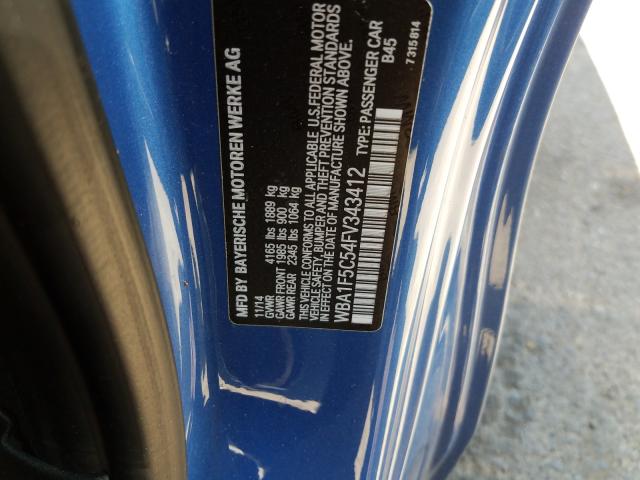 MFD BY BAYERISCHE MOTOREN WERKE AG
11/14
GVWR 4165 lbs 1889 kg
GAWR FRONT 1985 lbs 900 kg
GAWR REAR 2345 lbs 1064 kg
THIS VEHICLE CONFORMS TO ALL APPLICABLE U.S. FEDERAL MOTOR
VEHICLE SAFETY, BUMPER AND THEFT PREVENTION STANDARDS
IN EFFECT ON THE DATE OF MANUFACTURE SHOWN ABOVE.
WBA1F5C54FV343412 TYPE: PASSENGER CAR
B45
7 315 814